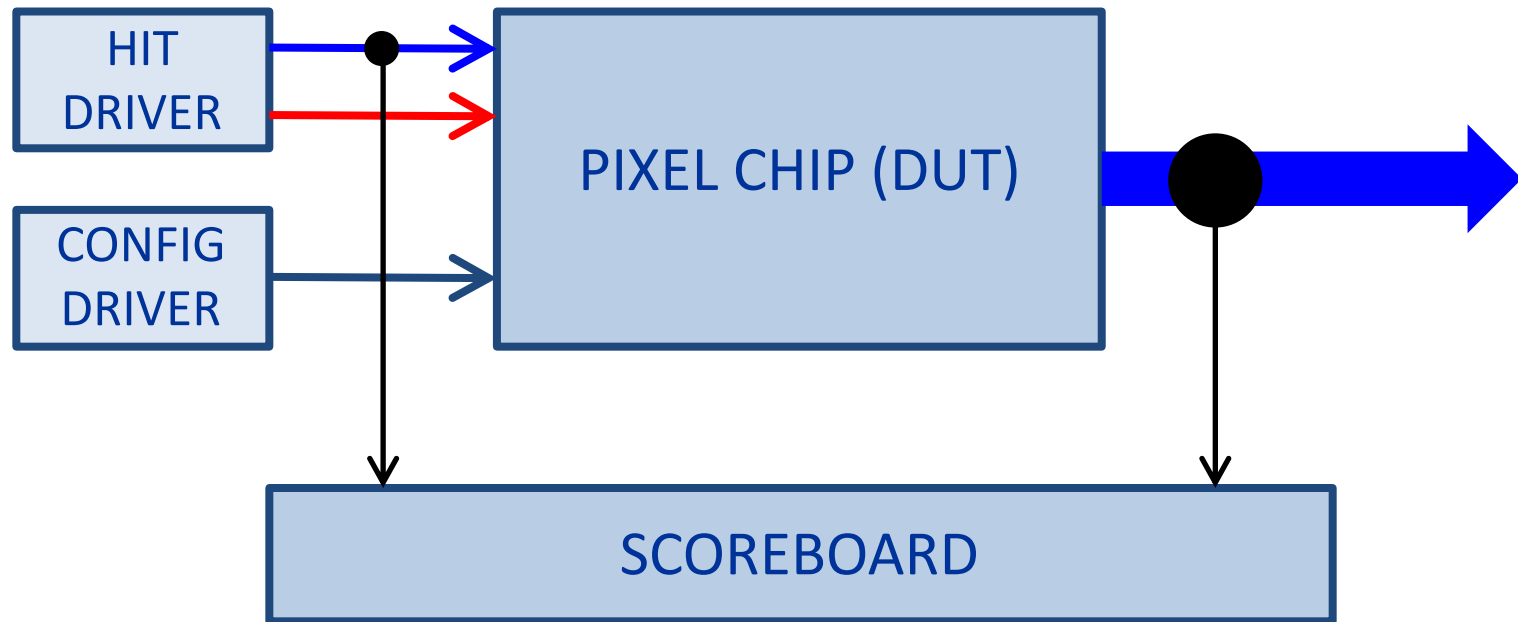 HIT
DRIVER
PIXEL CHIP (DUT)
CONFIG
DRIVER
SCOREBOARD